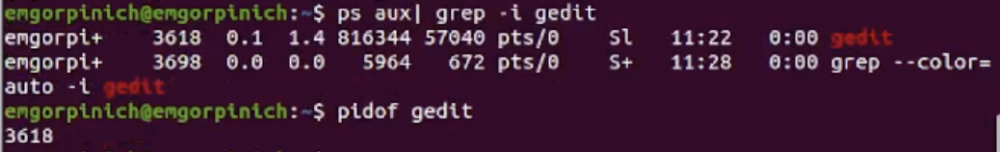 emgorpinich@emgorpinich:~$ ps aux| grep -i gedit
emgorpi+    3618  0.1  1.4 816344 57040 pts/0    Sl   11:22   0:00 gedit
emgorpi+    3698  0.0  0.0   5964   672 pts/0    S+   11:28   0:00 grep --color=
auto -i gedit
emgorpinich@emgorpinich:~$ pidof gedit
3618